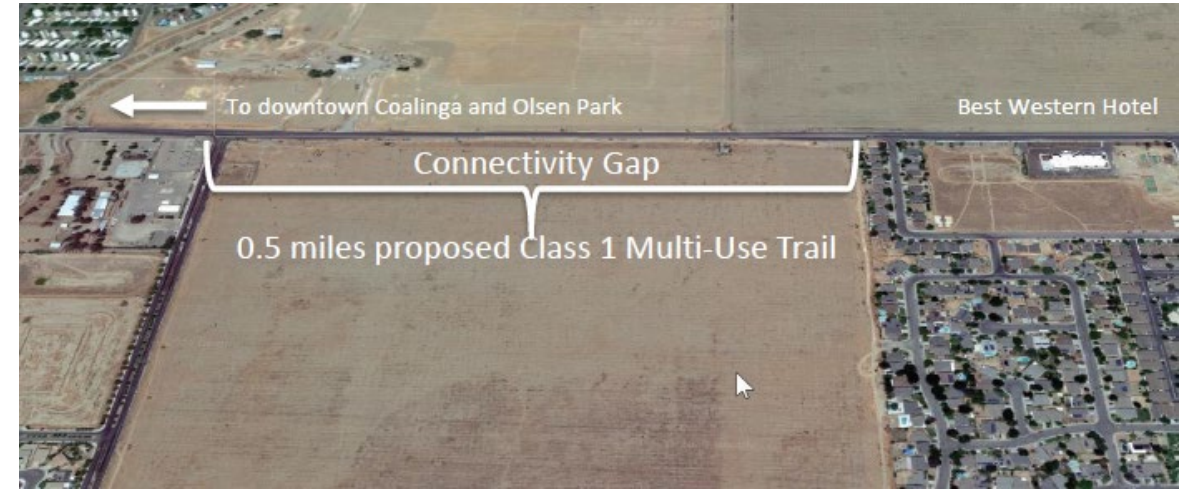 To downtown Coalinga and Olsen Park
Best Western Hotel
Connectivity Gap
0.5 miles proposed Class 1 Multi-Use Trail